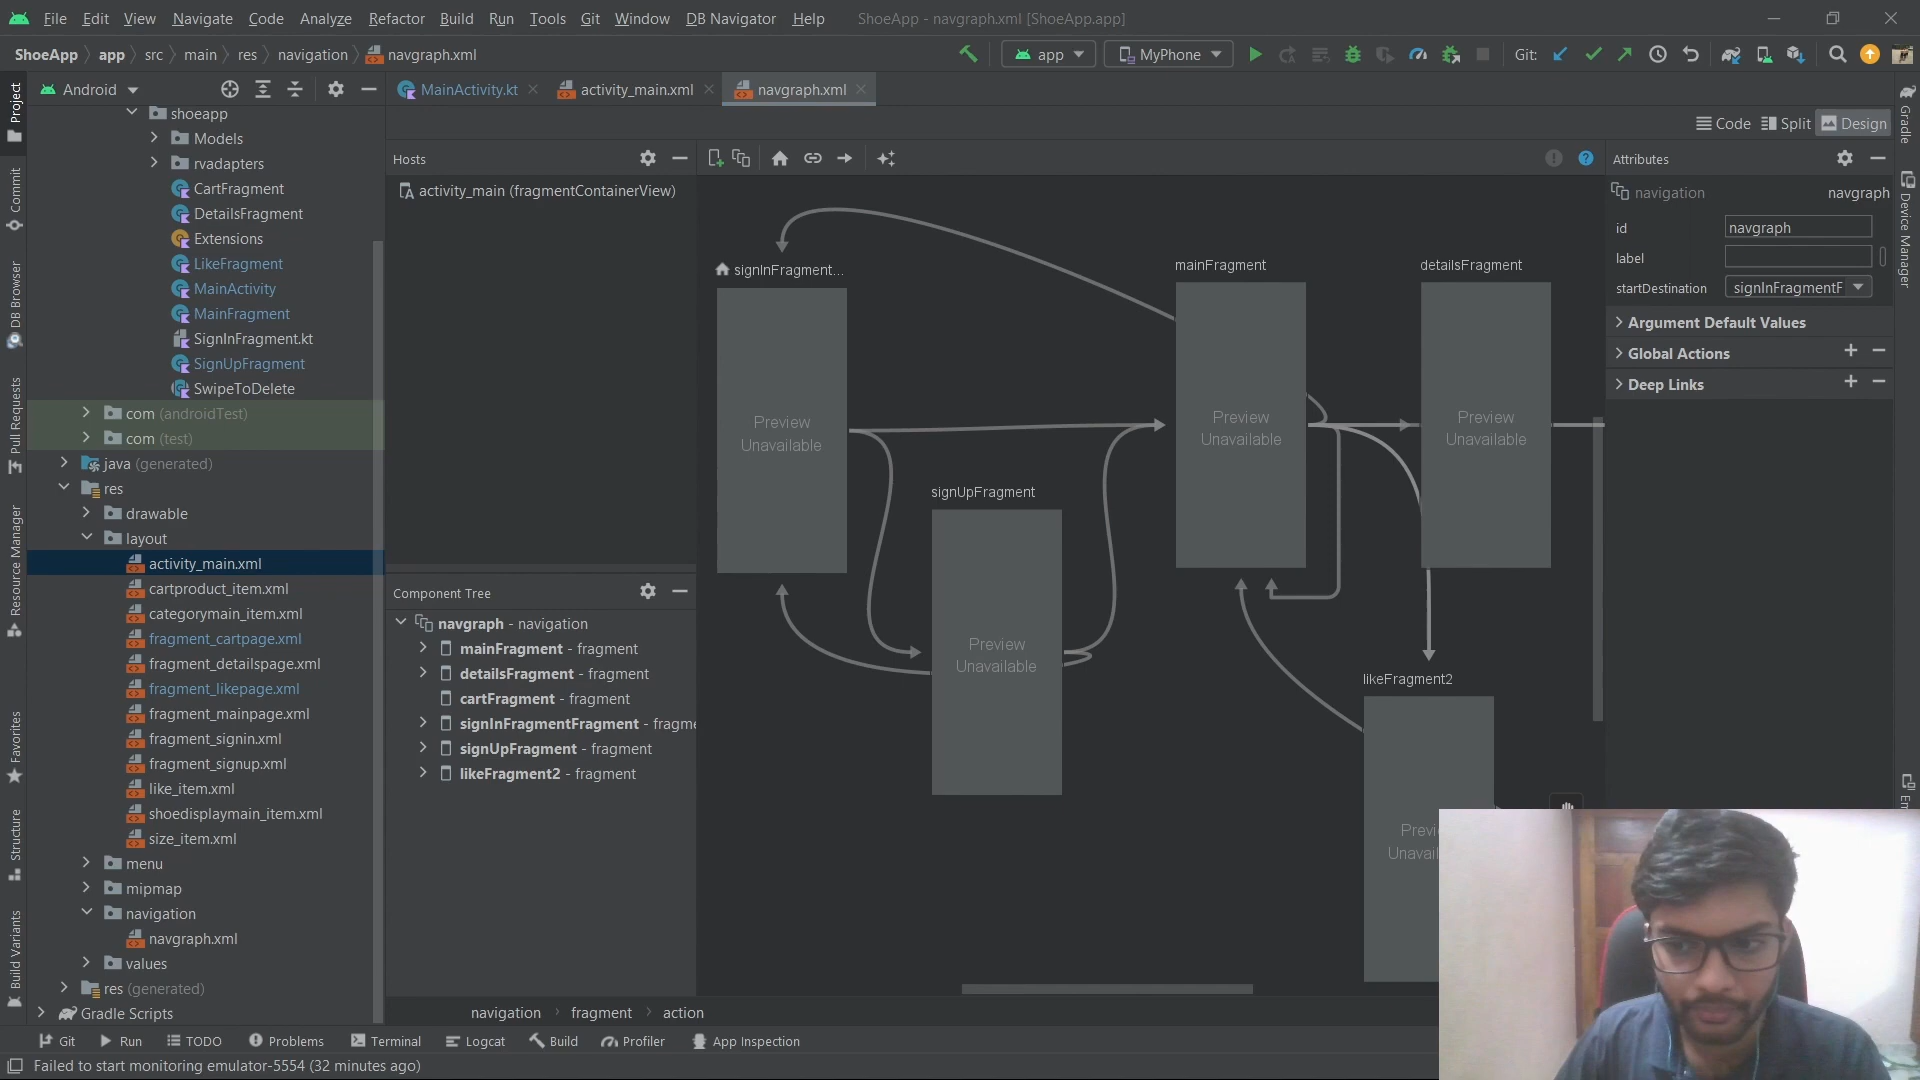 File Edit View Navigate Code Analyze Refactor Build Run Tools Git Window DB Navigator Help ShoeApp - navgraph.xml [ShoeApp.app]
ShoeApp app src main res navigation navgraph.xml app MyPhone Git:
Android
MainActivity.kt activity_main.xml navgraph.xml
Code Split Design
Project
Commit
DB Browser
Pull Requests
Resource Manager
Favorites
Structure
Build Variants
shoeapp
Models
rvadapters
CartFragment
DetailsFragment
Extensions
LikeFragment
MainActivity
MainFragment
SignInFragment.kt
SignUpFragment
SwipeToDelete
com (androidTest)
com (test)
java (generated)
res
drawable
layout
activity_main.xml
cartproduct_item.xml
categorymain_item.xml
fragment_cartpage.xml
fragment_detailspage.xml
fragment_likepage.xml
fragment_mainpage.xml
fragment_signin.xml
fragment_signup.xml
like_item.xml
shoedisplaymain_item.xml
size_item.xml
menu
mipmap
navigation
navgraph.xml
values
res (generated)
Gradle Scripts
Hosts
activity_main (fragmentContainerView)
Component Tree
navgraph - navigation
mainFragment - fragment
detailsFragment - fragment
cartFragment - fragment
signInFragmentFragment - fragme
signUpFragment - fragment
likeFragment2 - fragment
signInFragment...
Preview
Unavailable
signUpFragment
Preview
Unavailable
mainFragment
Preview
Unavailable
detailsFragment
Preview
Unavailable
likeFragment2
Previ
Unavail
navigation fragment action
Attributes
navigation navgraph
id navgraph
label
startDestination signInFragmentF
Argument Default Values
Global Actions
Deep Links
Gradle
Device Manager
Em
Git Run TODO Problems Terminal Logcat Build Profiler App Inspection
Failed to start monitoring emulator-5554 (32 minutes ago)